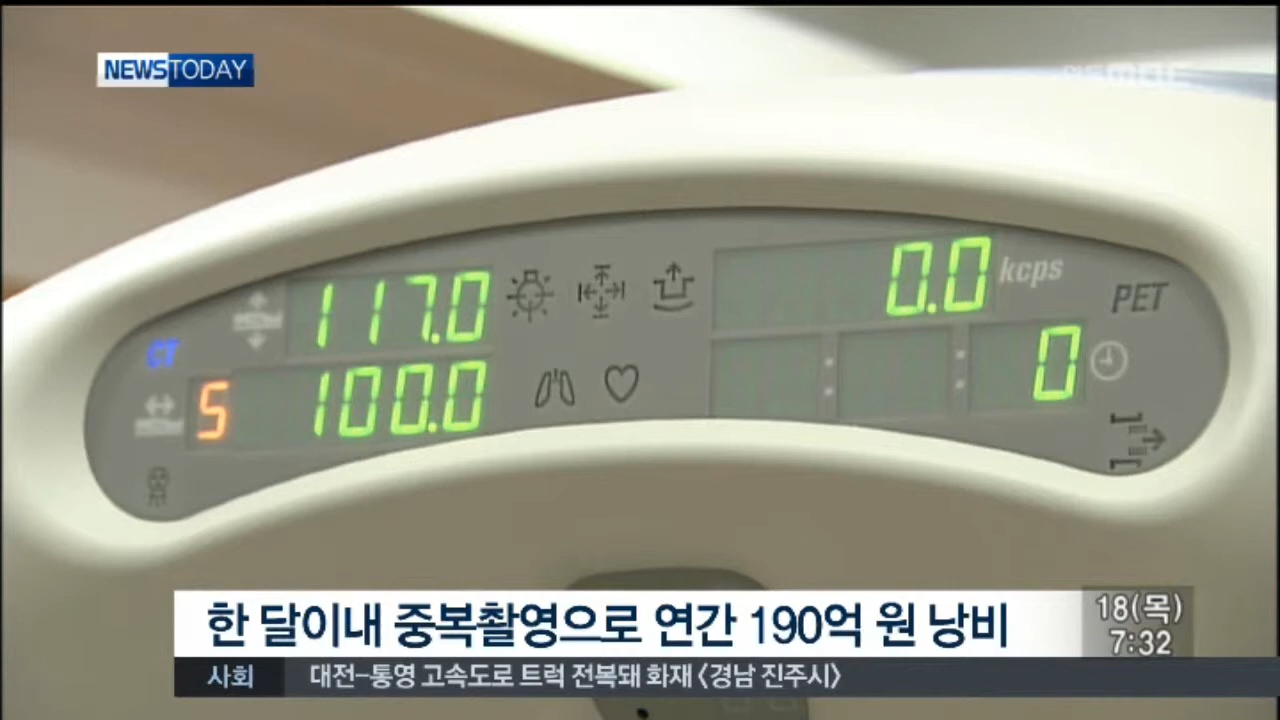 NEWSTODAY
117.0
0.0 kcps
PET
CT
0
S 100.0
한 달이내 중복촬영으로 연간 190억 원 낭비
18(목)
7:32
사회 대전-통영 고속도로 트럭 전복돼 화재 <경남 진주시>